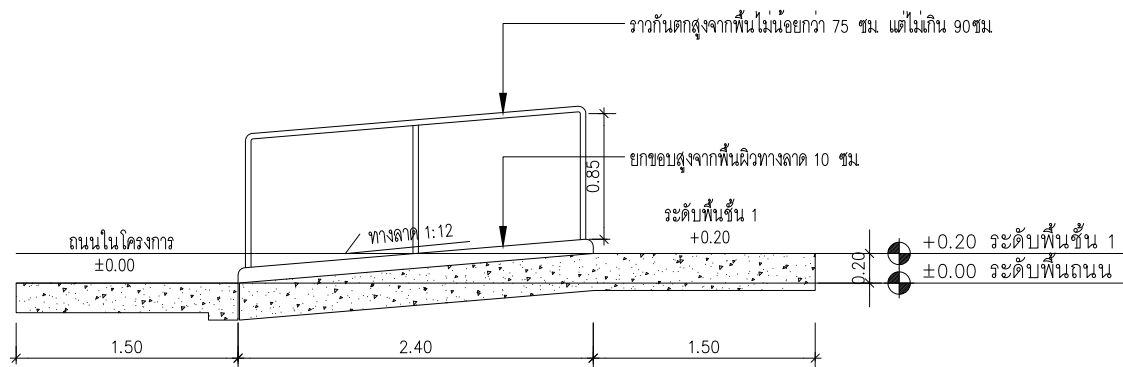 ราวกันตกสูงจากพื้นไม่น้อยกว่า 75 ซม. แต่ไม่เกิน 90ซม.
ยกขอบสูงจากพื้นผิวทางลาด 10 ซม.
0.85
ทางลาด 1:12
ระดับพื้นชั้น 1
+0.20
ถนนในโครงการ
±0.00
+0.20 ระดับพื้นชั้น 1
±0.00 ระดับพื้นถนน
0.20
1.50
2.40
1.50